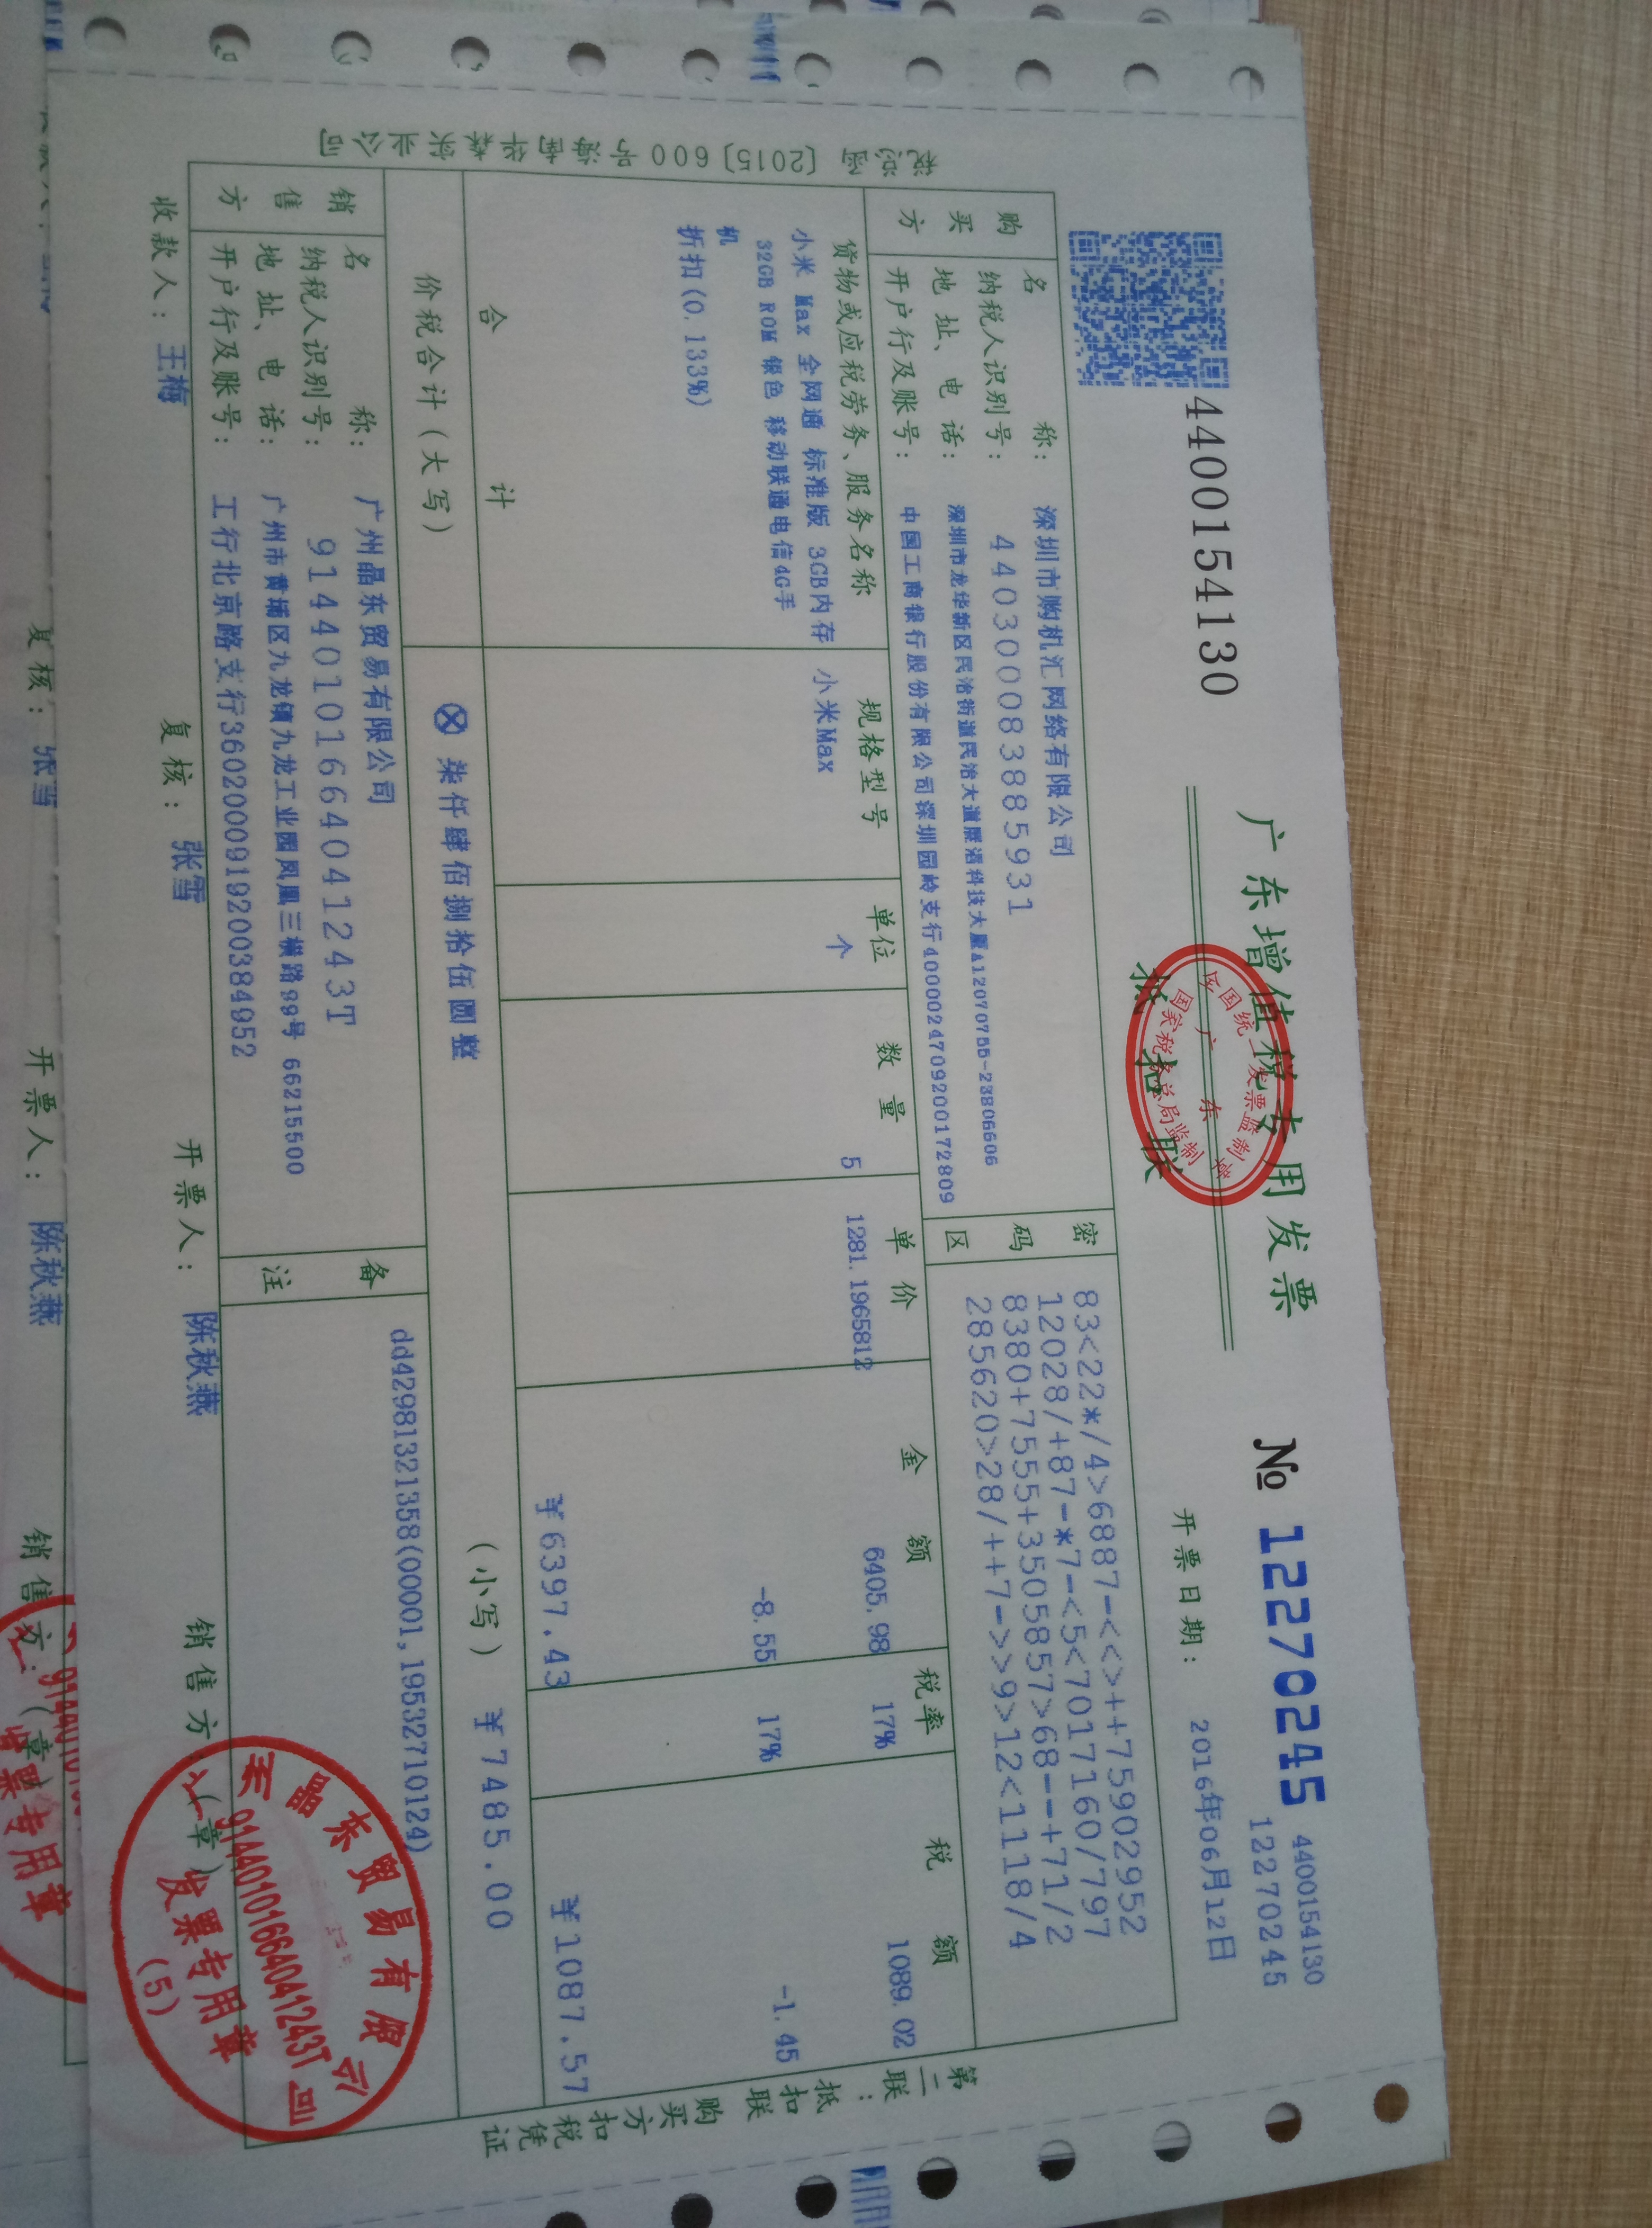 4400154130
广东增值税专用发票
抵扣联
全国统一发票监制章
广东
国家税务总局监制
№ 12270245
4400154130
12270245
开票日期: 2016年06月12日
购买方
名称: 深圳市购机汇网络有限公司
纳税人识别号: 440300083885931
地址、电话: 深圳市龙华新区民治街道民治大道展滔科技大厦A12070755-23806606
开户行及账号: 中国工商银行股份有限公司深圳园岭支行4000024709200172809
密码区
83<22*/4>6887-<<>++75902952
12028/+87-*7-<5<7017160/797
8380+7555+3505857>68--+71/2
285620>28/++7->>9>12<1118/4
货物或应税劳务、服务名称 规格型号 单位 数量 单价 金额 税率 税额
小米 Max 全网通 标准版 3GB内存 小米Max 个 5 1281.1965812 6405.98 17% 1089.02
32GB ROM 银色 移动联通电信4G手
机
折扣(0.133%) -8.55 17% -1.45
合计 ¥6397.43 ¥1087.57
价税合计(大写) ⊗ 柒仟肆佰捌拾伍圆整 (小写) ¥7485.00
销售方
名称: 广州晶东贸易有限公司
纳税人识别号: 91440101664041243T
地址、电话: 广州市黄埔区九龙镇九龙工业园凤凰三横路99号 66215500
开户行及账号: 工行北京路支行3602000919200384952
备注
dd42981321358(00001,19532710124)
收款人: 王梅 复核: 张雪 开票人: 陈秋燕 销售方:(章)
晶东贸易有限公司
91440101664041243T
发票专用章
(5)
第二联:抵扣联 购买方扣税凭证
[2015] 600号海南华森实业公司
复核: 张雪 开票人: 陈秋燕 销售方:(章)
发票专用章